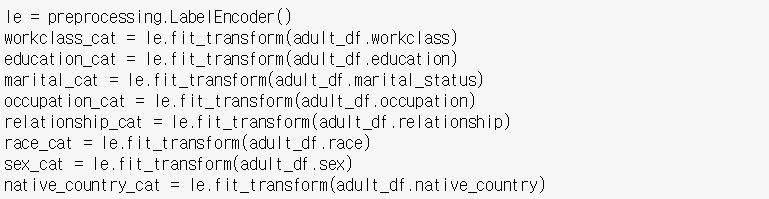 le = preprocessing.LabelEncoder()
workclass_cat = le.fit_transform(adult_df.workclass)
education_cat = le.fit_transform(adult_df.education)
marital_cat = le.fit_transform(adult_df.marital_status)
occupation_cat = le.fit_transform(adult_df.occupation)
relationship_cat = le.fit_transform(adult_df.relationship)
race_cat = le.fit_transform(adult_df.race)
sex_cat = le.fit_transform(adult_df.sex)
native_country_cat = le.fit_transform(adult_df.native_country)